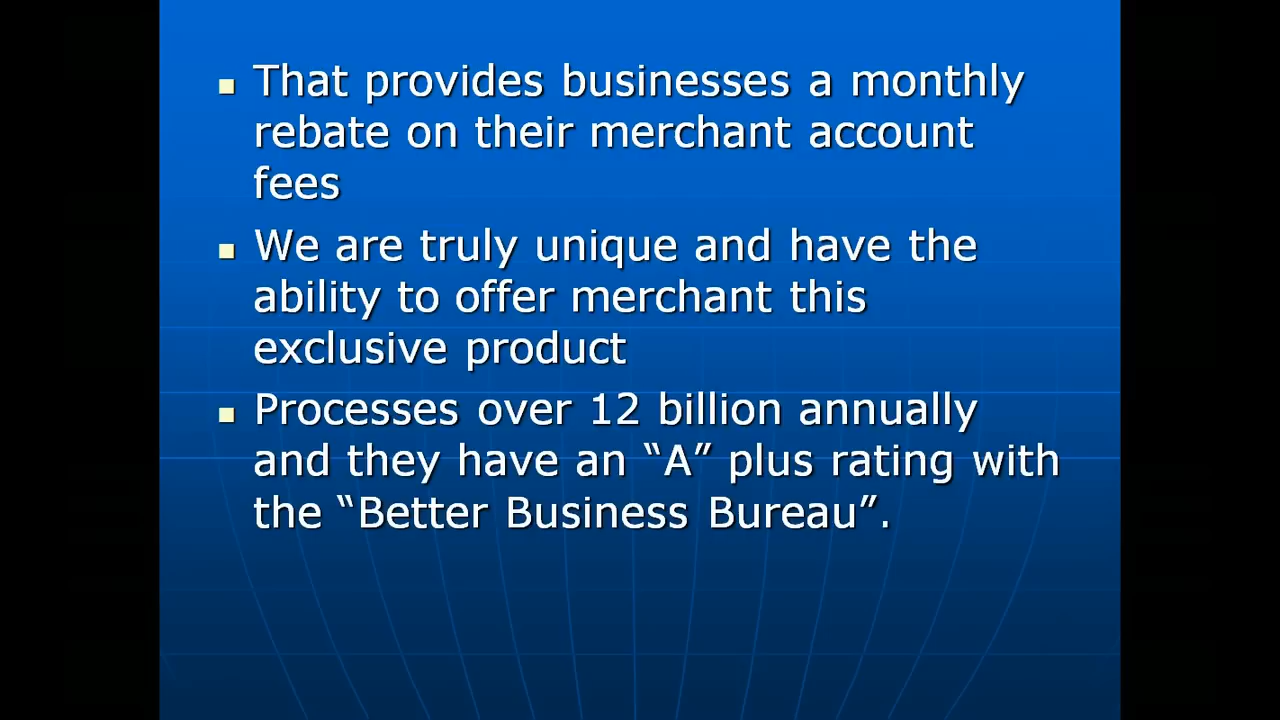 That provides businesses a monthly
rebate on their merchant account
fees
We are truly unique and have the
ability to offer merchant this
exclusive product
Processes over 12 billion annually
and they have an “A” plus rating with
the “Better Business Bureau”.